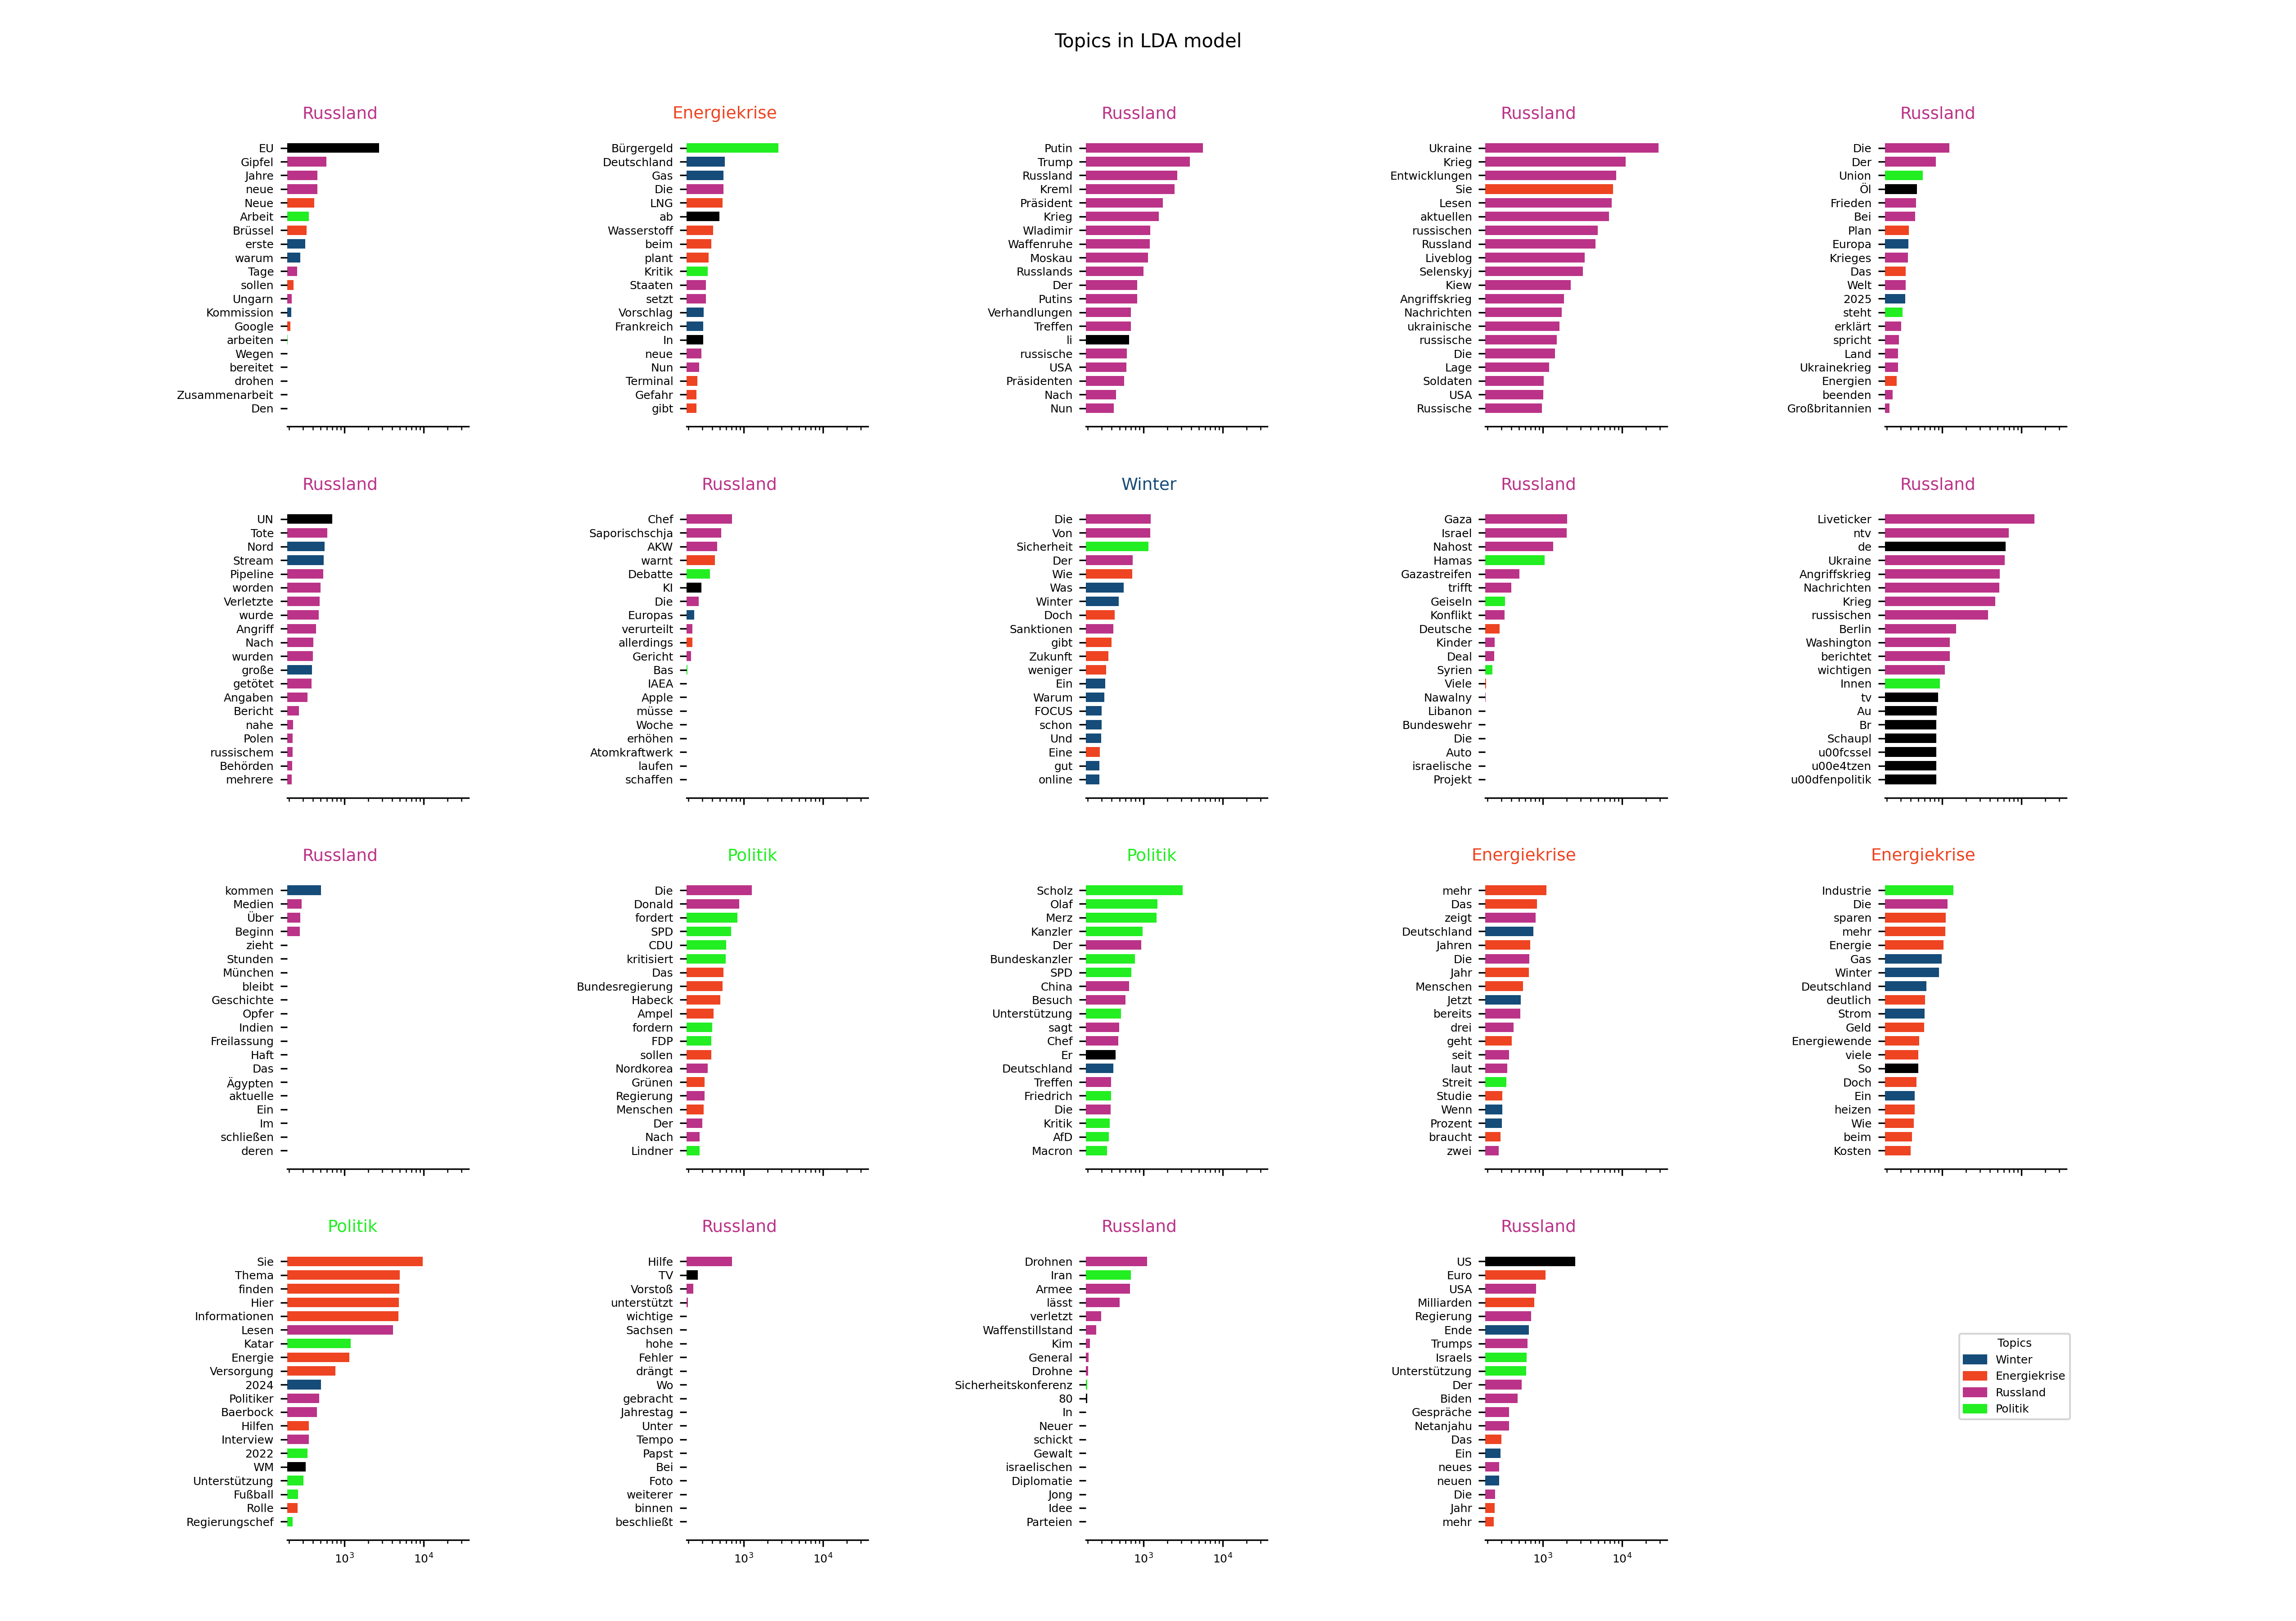 Topics in LDA model
Russland
EU
Gipfel
Jahre
neue
Neue
Arbeit
Brüssel
erste
warum
Tage
sollen
Ungarn
Kommission
Google
arbeiten
Wegen
bereitet
drohen
Zusammenarbeit
Den
Energiekrise
Bürgergeld
Deutschland
Gas
Die
LNG
ab
Wasserstoff
beim
plant
Kritik
Staaten
setzt
Vorschlag
Frankreich
In
neue
Nun
Terminal
Gefahr
gibt
Russland
Putin
Trump
Russland
Kreml
Präsident
Krieg
Wladimir
Waffenruhe
Moskau
Russlands
Der
Putins
Verhandlungen
Treffen
li
russische
USA
Präsidenten
Nach
Nun
Russland
Ukraine
Krieg
Entwicklungen
Sie
Lesen
aktuellen
russischen
Russland
Liveblog
Selenskyj
Kiew
Angriffskrieg
Nachrichten
ukrainische
russische
Die
Lage
Soldaten
USA
Russische
Russland
Die
Der
Union
Öl
Frieden
Bei
Plan
Europa
Krieges
Das
Welt
2025
steht
erklärt
spricht
Land
Ukrainekrieg
Energien
beenden
Großbritannien
Russland
UN
Tote
Nord
Stream
Pipeline
worden
Verletzte
wurde
Angriff
Nach
wurden
große
getötet
Angaben
Bericht
nahe
Polen
russischem
Behörden
mehrere
Russland
Chef
Saporischschja
AKW
warnt
Debatte
KI
Die
Europas
verurteilt
allerdings
Gericht
Bas
IAEA
Apple
müsse
Woche
erhöhen
Atomkraftwerk
laufen
schaffen
Winter
Die
Von
Sicherheit
Der
Wie
Was
Winter
Doch
Sanktionen
gibt
Zukunft
weniger
Ein
Warum
FOCUS
schon
Und
Eine
gut
online
Russland
Gaza
Israel
Nahost
Hamas
Gazastreifen
trifft
Geiseln
Konflikt
Deutsche
Kinder
Deal
Syrien
Viele
Nawalny
Libanon
Bundeswehr
Die
Auto
israelische
Projekt
Russland
Liveticker
ntv
de
Ukraine
Angriffskrieg
Nachrichten
Krieg
russischen
Berlin
Washington
berichtet
wichtigen
Innen
tv
Au
Br
Schaupl
u00fcssel
u00e4tzen
u00dfenpolitik
Russland
kommen
Medien
Über
Beginn
zieht
Stunden
München
bleibt
Geschichte
Opfer
Indien
Freilassung
Haft
Das
Ägypten
aktuelle
Ein
Im
schließen
deren
Politik
Die
Donald
fordert
SPD
CDU
kritisiert
Das
Bundesregierung
Habeck
Ampel
fordern
FDP
sollen
Nordkorea
Grünen
Regierung
Menschen
Der
Nach
Lindner
Politik
Scholz
Olaf
Merz
Kanzler
Der
Bundeskanzler
SPD
China
Besuch
Unterstützung
sagt
Chef
Er
Deutschland
Treffen
Friedrich
Die
Kritik
AfD
Macron
Energiekrise
mehr
Das
zeigt
Deutschland
Jahren
Die
Jahr
Menschen
Jetzt
bereits
drei
geht
seit
laut
Streit
Studie
Wenn
Prozent
braucht
zwei
Energiekrise
Industrie
Die
sparen
mehr
Energie
Gas
Winter
Deutschland
deutlich
Strom
Geld
Energiewende
viele
So
Doch
Ein
heizen
Wie
beim
Kosten
Politik
Sie
Thema
finden
Hier
Informationen
Lesen
Katar
Energie
Versorgung
2024
Politiker
Baerbock
Hilfen
Interview
2022
WM
Unterstützung
Fußball
Rolle
Regierungschef
10³ 10⁴
Russland
Hilfe
TV
Vorstoß
unterstützt
wichtige
Sachsen
hohe
Fehler
drängt
Wo
gebracht
Jahrestag
Unter
Tempo
Papst
Bei
Foto
weiterer
binnen
beschließt
10³ 10⁴
Russland
Drohnen
Iran
Armee
lässt
verletzt
Waffenstillstand
Kim
General
Drohne
Sicherheitskonferenz
80
In
Neuer
schickt
Gewalt
israelischen
Diplomatie
Jong
Idee
Parteien
10³ 10⁴
Russland
US
Euro
USA
Milliarden
Regierung
Ende
Trumps
Israels
Unterstützung
Der
Biden
Gespräche
Netanjahu
Das
Ein
neues
neuen
Die
Jahr
mehr
10³ 10⁴
Topics
Winter
Energiekrise
Russland
Politik